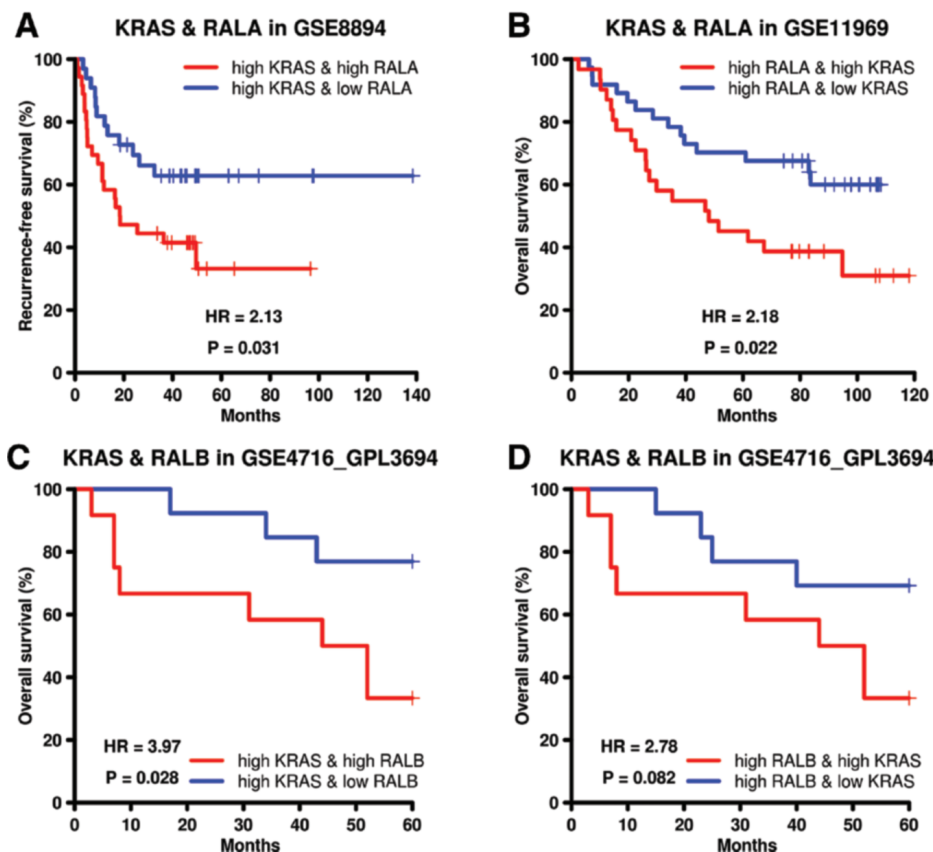 A
KRAS & RALA in GSE8894
high KRAS & high RALA
high KRAS & low RALA
Recurrence-free survival (%)
100
80
60
40
20
0
HR = 2.13
P = 0.031
0 20 40 60 80 100 120 140
Months
B
KRAS & RALA in GSE11969
high RALA & high KRAS
high RALA & low KRAS
Overall survival (%)
100
80
60
40
20
0
HR = 2.18
P = 0.022
0 20 40 60 80 100 120
Months
C
KRAS & RALB in GSE4716_GPL3694
Overall survival (%)
100
80
60
40
20
0
HR = 3.97
P = 0.028
high KRAS & high RALB
high KRAS & low RALB
0 10 20 30 40 50 60
Months
D
KRAS & RALB in GSE4716_GPL3694
Overall survival (%)
100
80
60
40
20
0
HR = 2.78
P = 0.082
high RALB & high KRAS
high RALB & low KRAS
0 10 20 30 40 50 60
Months